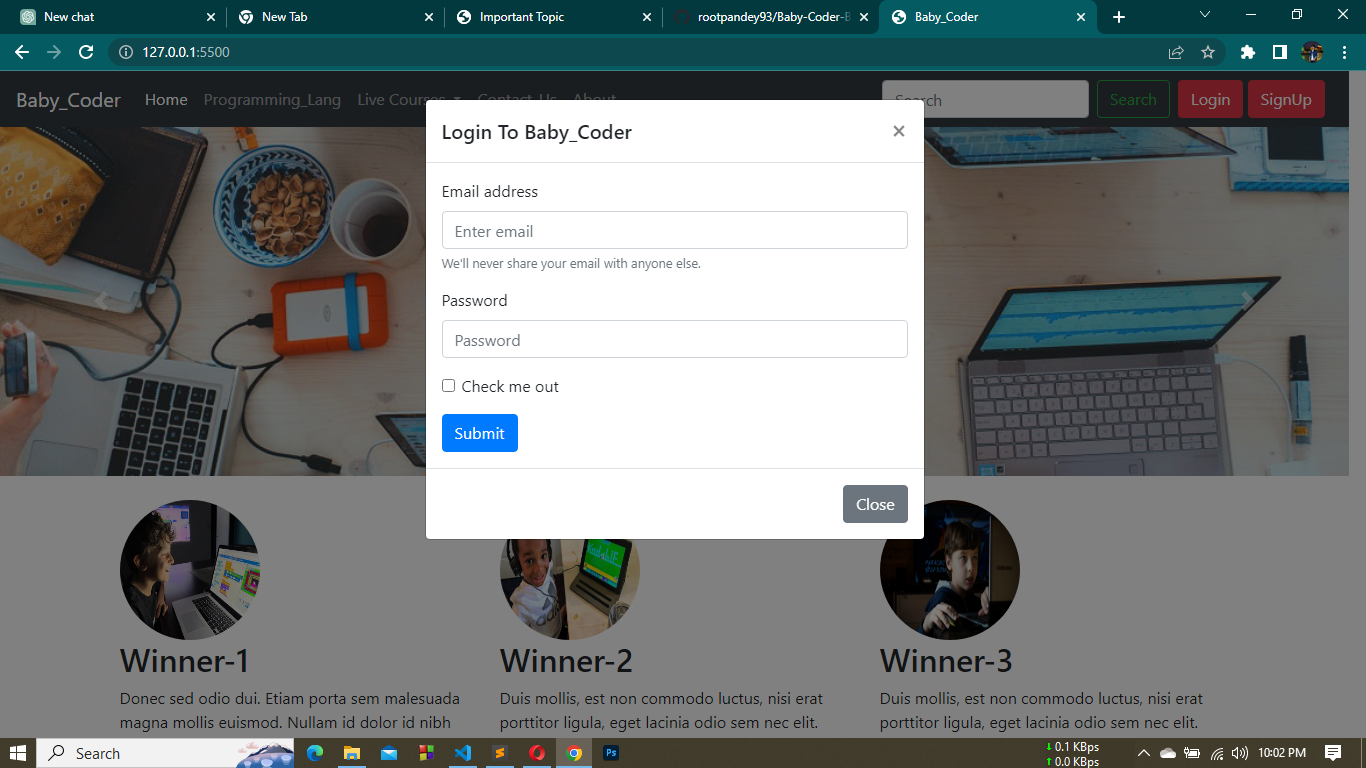 New chat
New Tab
Important Topic
rootpandey93/Baby-Coder-B
Baby_Coder
127.0.0.1:5500
Baby_Coder Home Programming_Lang Live Courses Contact Us About Search Search Login SignUp
Login To Baby_Coder
Email address
Enter email
We'll never share your email with anyone else.
Password
Password
Check me out
Submit
Close
Winner-1
Donec sed odio dui. Etiam porta sem malesuada
magna mollis euismod. Nullam id dolor id nibh
Winner-2
Duis mollis, est non commodo luctus, nisi erat
porttitor ligula, eget lacinia odio sem nec elit.
Winner-3
Duis mollis, est non commodo luctus, nisi erat
porttitor ligula, eget lacinia odio sem nec elit.
Search
Ps
0.1 KBps
0.0 KBps
10:02 PM